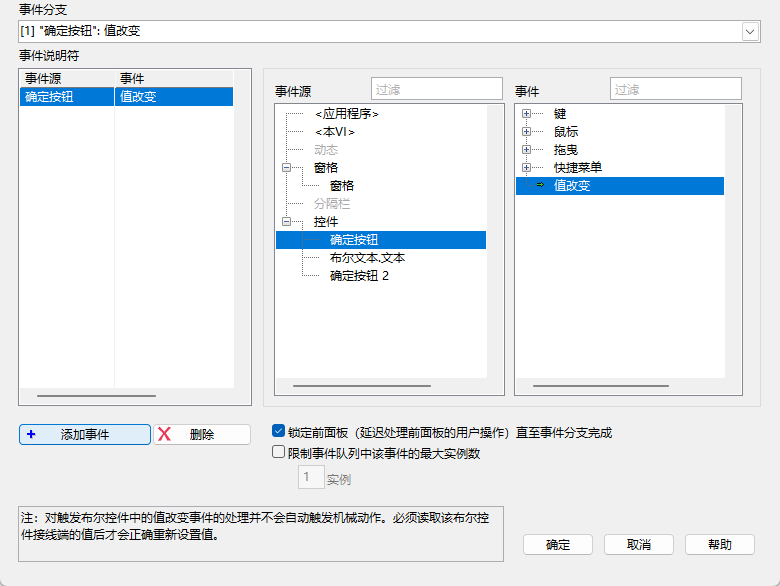 事件分支
[1] "确定按钮": 值改变
事件说明符
事件源 事件
确定按钮 值改变
事件源 过滤
<应用程序>
<本VI>
动态
窗格
窗格
分隔栏
控件
确定按钮
布尔文本.文本
确定按钮 2
事件 过滤
键
鼠标
拖曳
快捷菜单
值改变
添加事件 删除
锁定前面板（延迟处理前面板的用户操作）直至事件分支完成
限制事件队列中该事件的最大实例数
1 实例
注：对触发布尔控件中的值改变事件的处理并不会自动触发机械动作。必须读取该布尔控
件接线端的值后才会正确重新设置值。
确定 取消 帮助